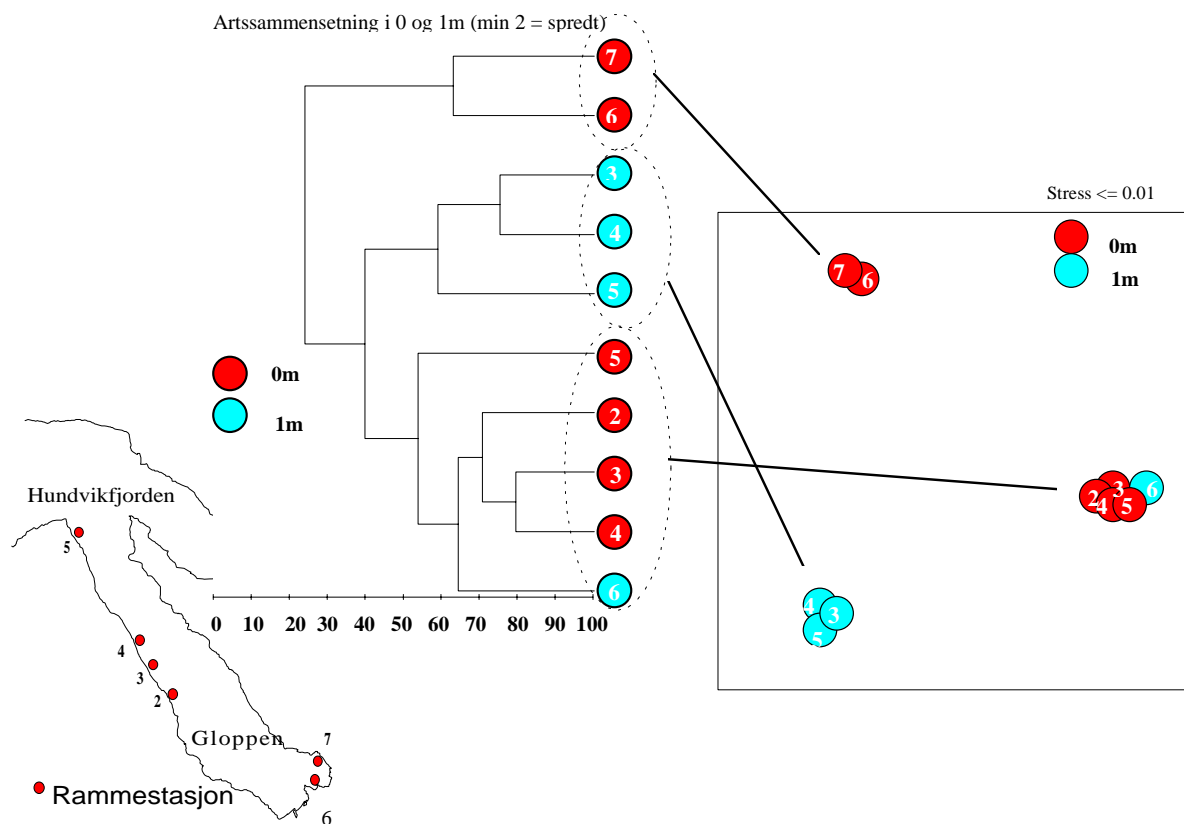 Artssammensetning i 0 og 1m (min 2 = spredt)
7
6
3
4
5
5
2
3
4
6
0m
1m
0 10 20 30 40 50 60 70 80 90 100
Stress <= 0.01
0m
1m
7 6
2 3 6
4 5
4 3
5
Hundvikfjorden
5
4
3
2
Gloppen
7
6
Rammestasjon